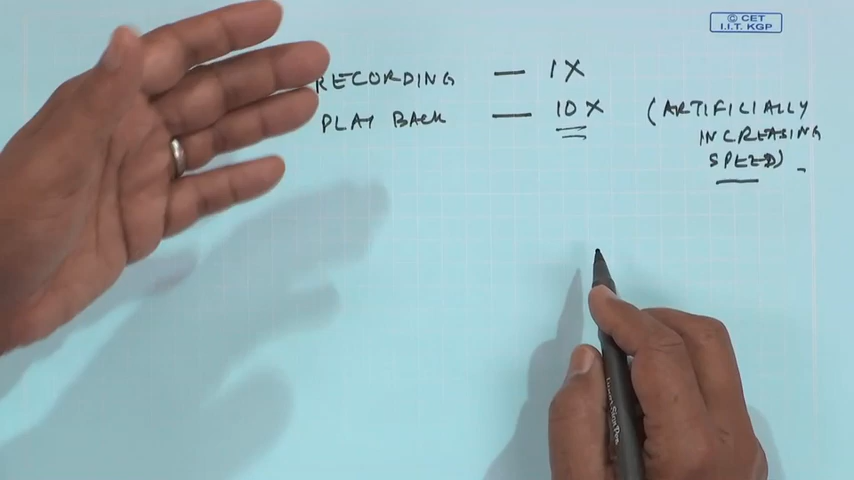 © CET
I.I.T. KGP
RECORDING — 1X
PLAY BACK — 10X (ARTIFICIALLY
INCREASING
SPEED)